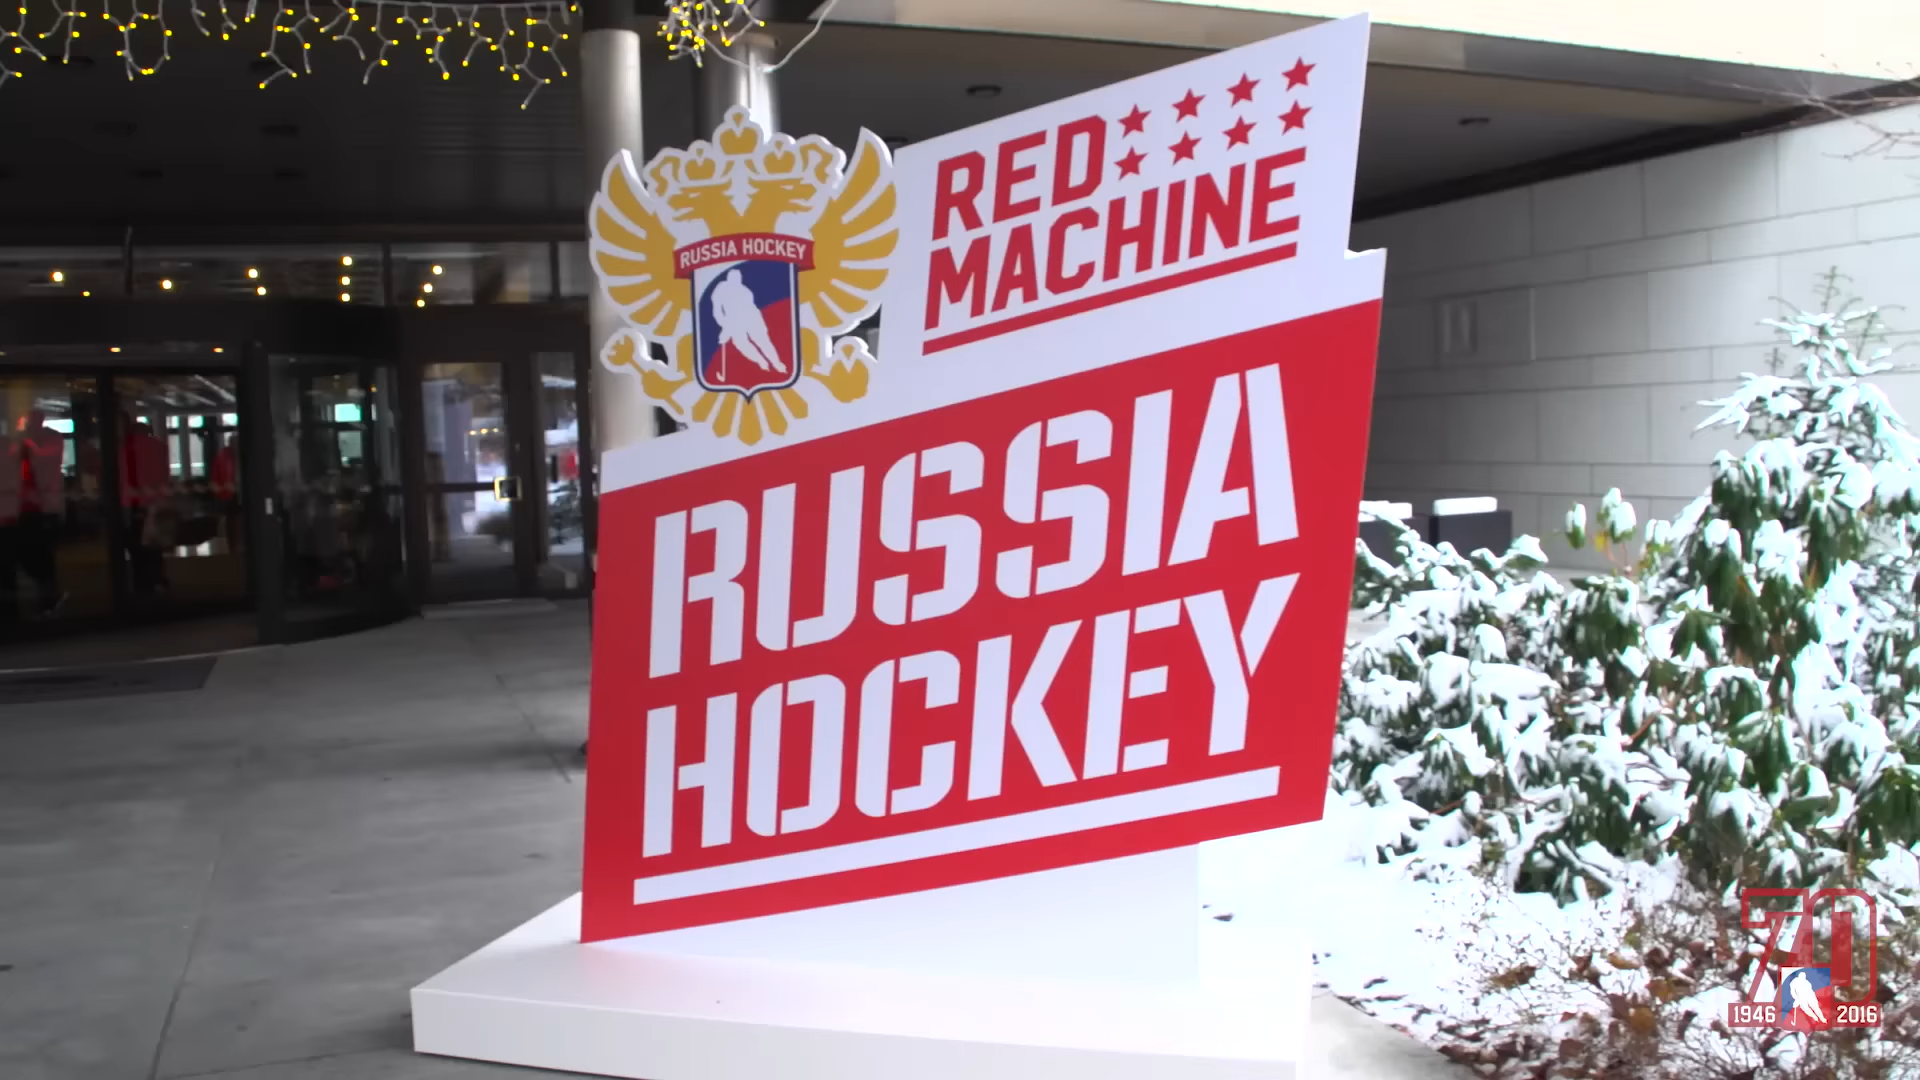 RED
MACHINE
RUSSIA HOCKEY
RUSSIA
HOCKEY
70
1946 2016